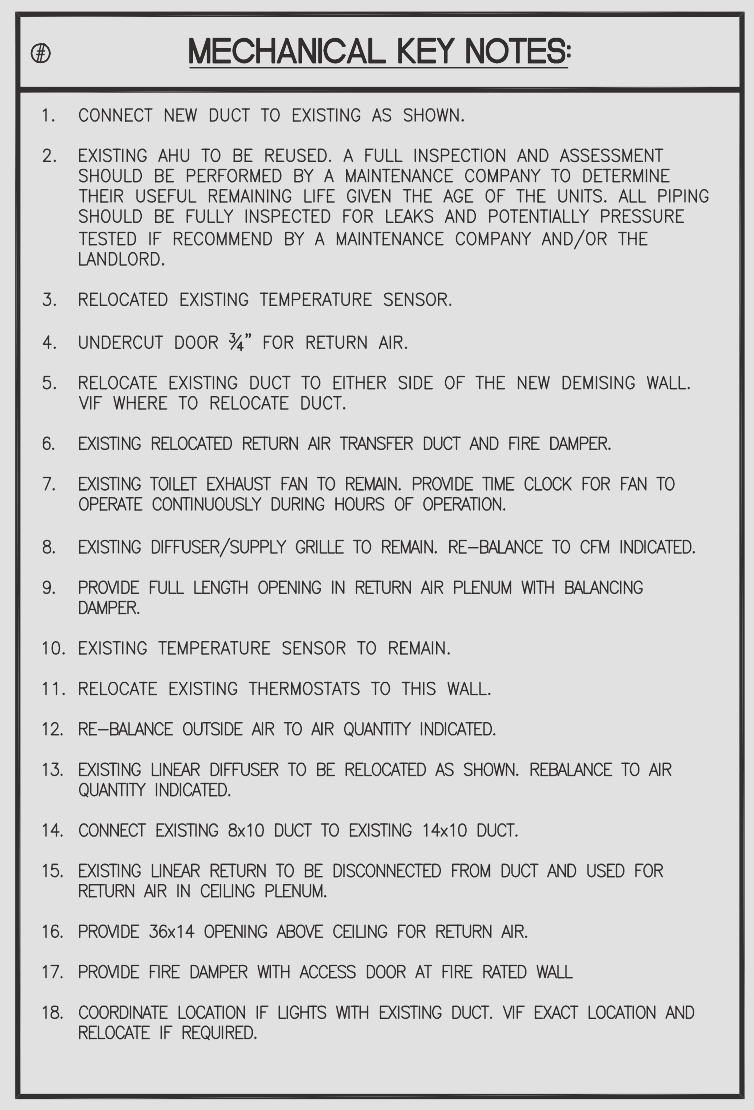 # MECHANICAL KEY NOTES:
1. CONNECT NEW DUCT TO EXISTING AS SHOWN.
2. EXISTING AHU TO BE REUSED. A FULL INSPECTION AND ASSESSMENT
SHOULD BE PERFORMED BY A MAINTENANCE COMPANY TO DETERMINE
THEIR USEFUL REMAINING LIFE GIVEN THE AGE OF THE UNITS. ALL PIPING
SHOULD BE FULLY INSPECTED FOR LEAKS AND POTENTIALLY PRESSURE
TESTED IF RECOMMEND BY A MAINTENANCE COMPANY AND/OR THE
LANDLORD.
3. RELOCATED EXISTING TEMPERATURE SENSOR.
4. UNDERCUT DOOR ¾" FOR RETURN AIR.
5. RELOCATE EXISTING DUCT TO EITHER SIDE OF THE NEW DEMISING WALL.
VIF WHERE TO RELOCATE DUCT.
6. EXISTING RELOCATED RETURN AIR TRANSFER DUCT AND FIRE DAMPER.
7. EXISTING TOILET EXHAUST FAN TO REMAIN. PROVIDE TIME CLOCK FOR FAN TO
OPERATE CONTINUOUSLY DURING HOURS OF OPERATION.
8. EXISTING DIFFUSER/SUPPLY GRILLE TO REMAIN. RE-BALANCE TO CFM INDICATED.
9. PROVIDE FULL LENGTH OPENING IN RETURN AIR PLENUM WITH BALANCING
DAMPER.
10. EXISTING TEMPERATURE SENSOR TO REMAIN.
11. RELOCATE EXISTING THERMOSTATS TO THIS WALL.
12. RE-BALANCE OUTSIDE AIR TO AIR QUANTITY INDICATED.
13. EXISTING LINEAR DIFFUSER TO BE RELOCATED AS SHOWN. REBALANCE TO AIR
QUANTITY INDICATED.
14. CONNECT EXISTING 8x10 DUCT TO EXISTING 14x10 DUCT.
15. EXISTING LINEAR RETURN TO BE DISCONNECTED FROM DUCT AND USED FOR
RETURN AIR IN CEILING PLENUM.
16. PROVIDE 36x14 OPENING ABOVE CEILING FOR RETURN AIR.
17. PROVIDE FIRE DAMPER WITH ACCESS DOOR AT FIRE RATED WALL
18. COORDINATE LOCATION IF LIGHTS WITH EXISTING DUCT. VIF EXACT LOCATION AND
RELOCATE IF REQUIRED.